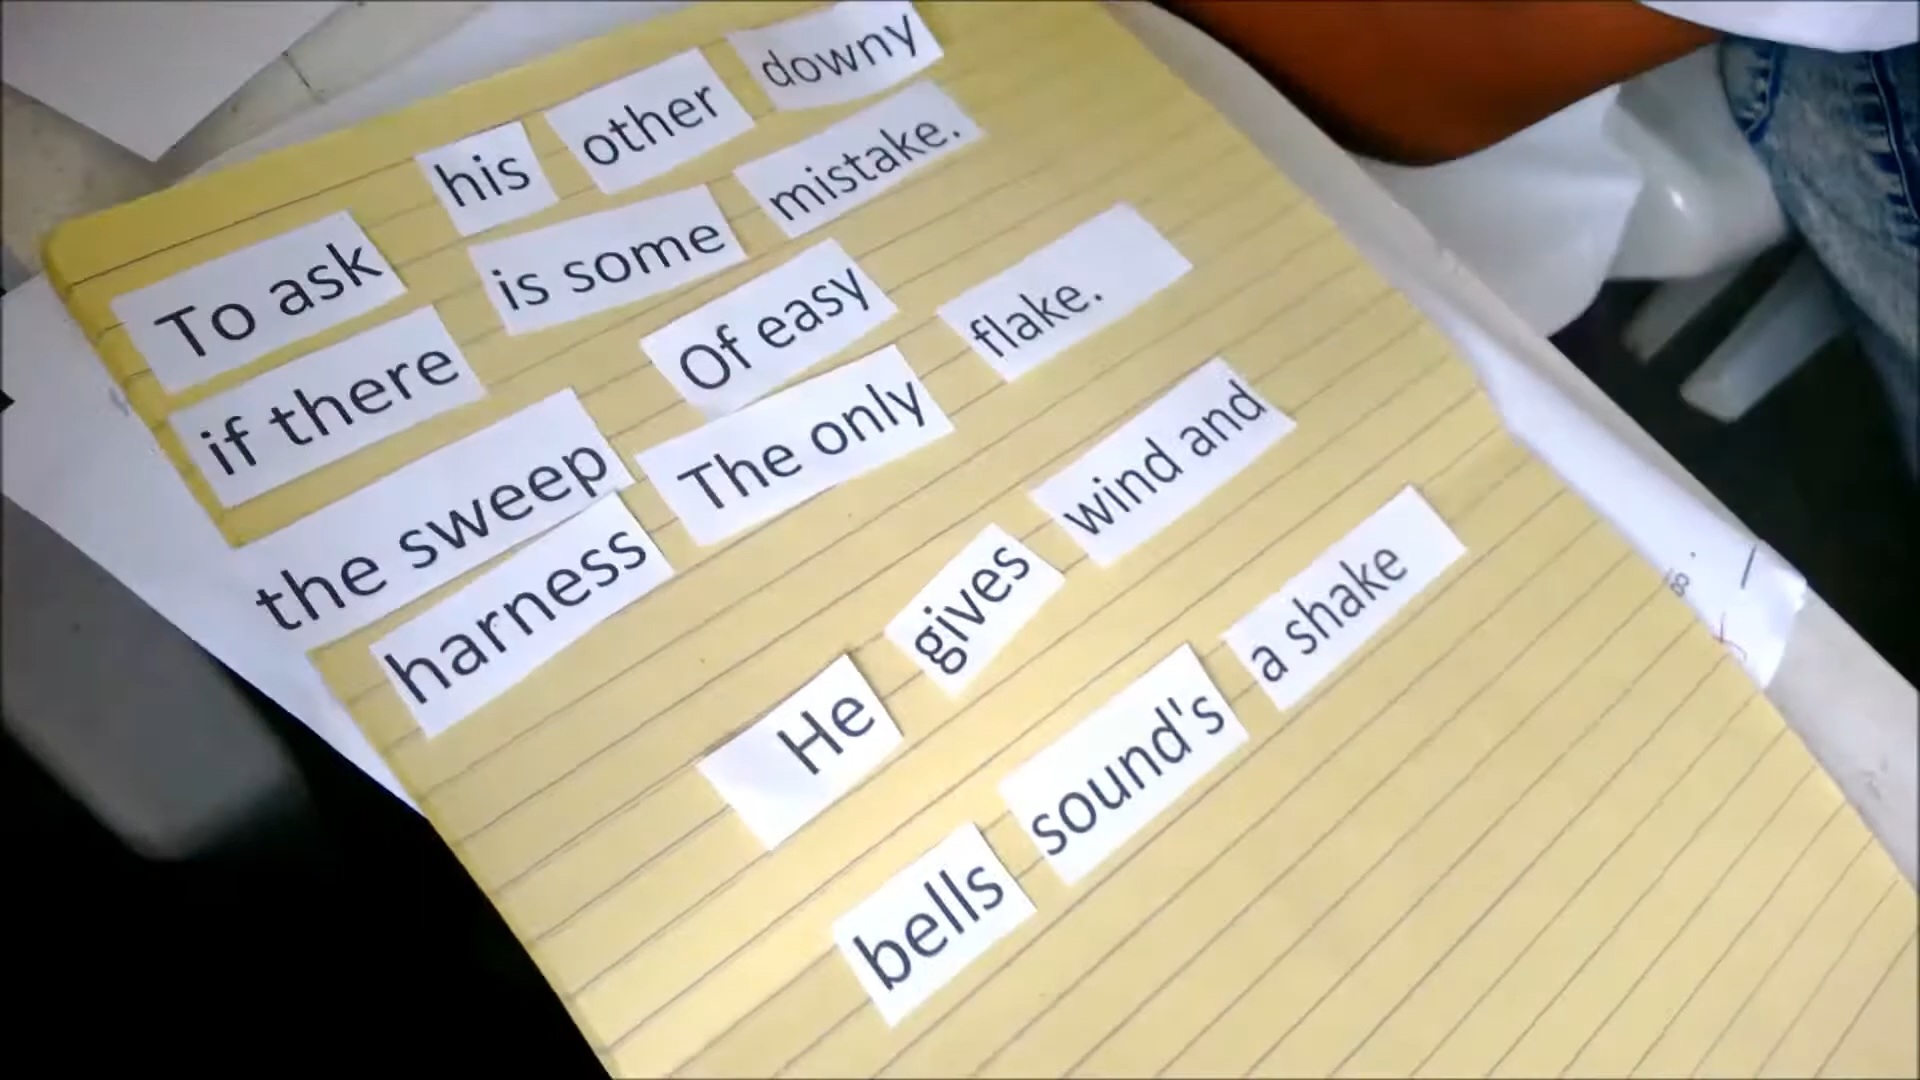 To ask his other downy
if there is some mistake.
the sweep Of easy flake.
harness The only
He gives wind and
bells sound's a shake